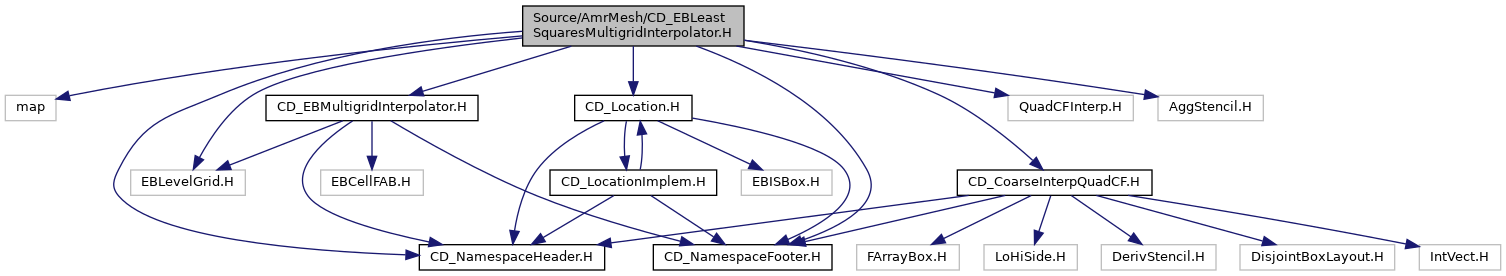 Source/AmrMesh/CD_EBLeast
SquaresMultigridInterpolator.H
map
CD_EBMultigridInterpolator.H
CD_Location.H
QuadCFInterp.H
AggStencil.H
EBLevelGrid.H
EBCellFAB.H
CD_LocationImplem.H
EBISBox.H
CD_CoarseInterpQuadCF.H
CD_NamespaceHeader.H
CD_NamespaceFooter.H
FArrayBox.H
LoHiSide.H
DerivStencil.H
DisjointBoxLayout.H
IntVect.H